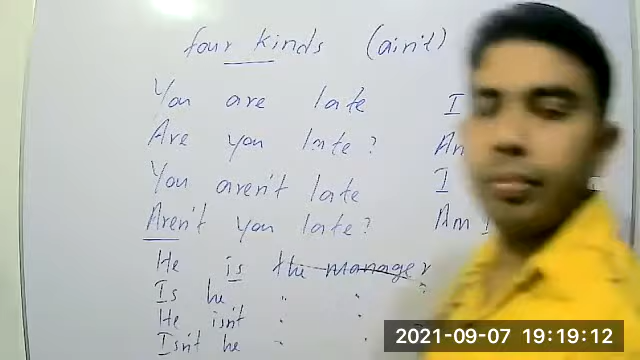 four kinds (ain't)
You are late I
Are you late? Am
You aren't late I
Aren't you late? Am I
He is the manager
Is he " "
He isn't " "
Isn't he " "
2021-09-07 19:19:12